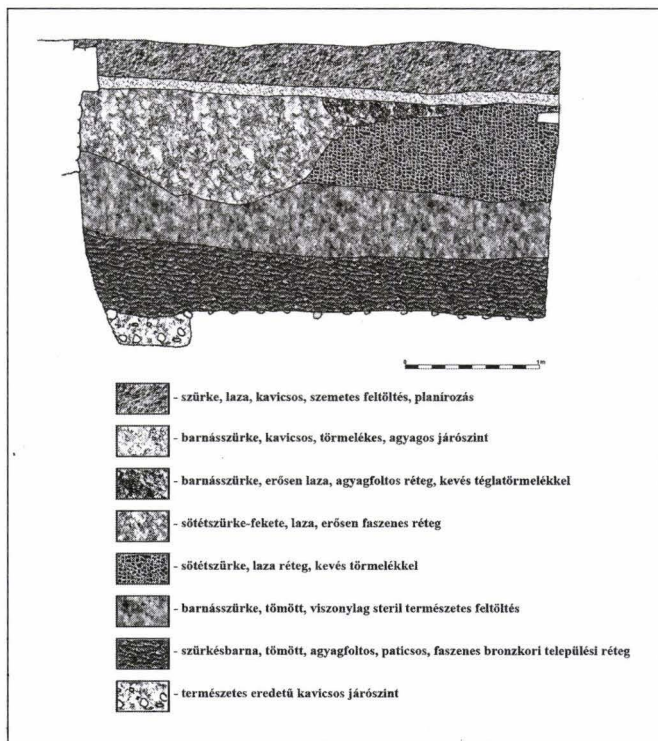 0 1m
- szürke, laza, kavicsos, szemetes feltöltés, planírozás
- barnásszürke, kavicsos, törmelékes, agyagos járószint
- barnásszürke, erősen laza, agyagfoltos réteg, kevés téglatörmelékkel
- sötétszürke-fekete, laza, erősen faszenes réteg
- sötétszürke, laza réteg, kevés törmelékkel
- barnásszürke, tömött, viszonylag steril természetes feltöltés
- szürkésbarna, tömött, agyagfoltos, paticsos, faszenes bronzkori települési réteg
- természetes eredetű kavicsos járószint